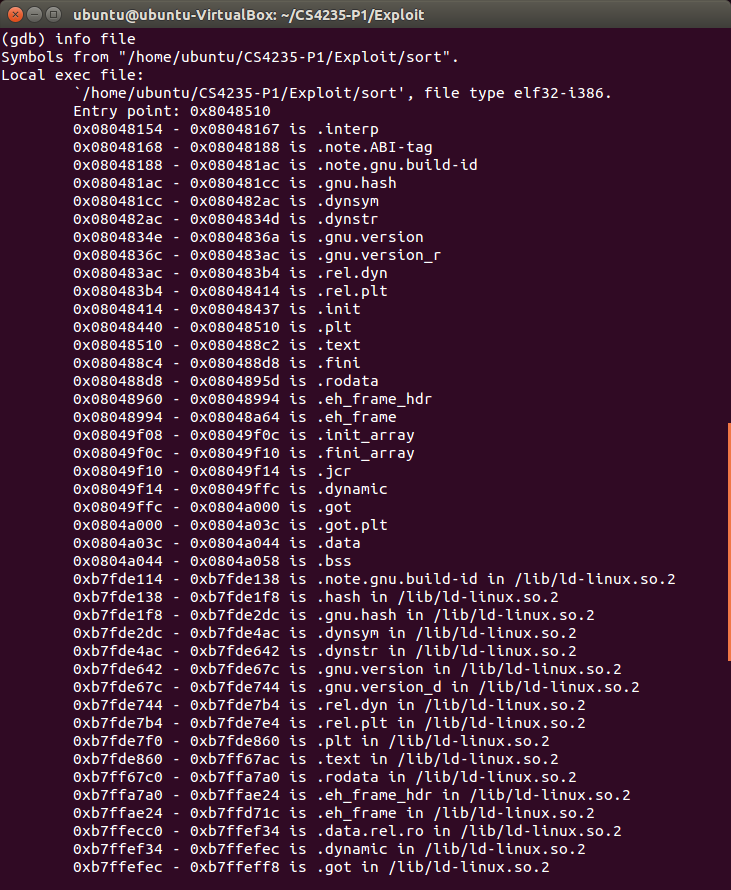 ubuntu@ubuntu-VirtualBox: ~/CS4235-P1/Exploit
(gdb) info file
Symbols from "/home/ubuntu/CS4235-P1/Exploit/sort".
Local exec file:
`/home/ubuntu/CS4235-P1/Exploit/sort', file type elf32-i386.
Entry point: 0x8048510
0x08048154 - 0x08048167 is .interp
0x08048168 - 0x08048188 is .note.ABI-tag
0x08048188 - 0x080481ac is .note.gnu.build-id
0x080481ac - 0x080481cc is .gnu.hash
0x080481cc - 0x080482ac is .dynsym
0x080482ac - 0x0804834d is .dynstr
0x0804834e - 0x0804836a is .gnu.version
0x0804836c - 0x080483ac is .gnu.version_r
0x080483ac - 0x080483b4 is .rel.dyn
0x080483b4 - 0x08048414 is .rel.plt
0x08048414 - 0x08048437 is .init
0x08048440 - 0x08048510 is .plt
0x08048510 - 0x080488c2 is .text
0x080488c4 - 0x080488d8 is .fini
0x080488d8 - 0x0804895d is .rodata
0x08048960 - 0x08048994 is .eh_frame_hdr
0x08048994 - 0x08048a64 is .eh_frame
0x08049f08 - 0x08049f0c is .init_array
0x08049f0c - 0x08049f10 is .fini_array
0x08049f10 - 0x08049f14 is .jcr
0x08049f14 - 0x08049ffc is .dynamic
0x08049ffc - 0x0804a000 is .got
0x0804a000 - 0x0804a03c is .got.plt
0x0804a03c - 0x0804a044 is .data
0x0804a044 - 0x0804a058 is .bss
0xb7fde114 - 0xb7fde138 is .note.gnu.build-id in /lib/ld-linux.so.2
0xb7fde138 - 0xb7fde1f8 is .hash in /lib/ld-linux.so.2
0xb7fde1f8 - 0xb7fde2dc is .gnu.hash in /lib/ld-linux.so.2
0xb7fde2dc - 0xb7fde4ac is .dynsym in /lib/ld-linux.so.2
0xb7fde4ac - 0xb7fde642 is .dynstr in /lib/ld-linux.so.2
0xb7fde642 - 0xb7fde67c is .gnu.version in /lib/ld-linux.so.2
0xb7fde67c - 0xb7fde744 is .gnu.version_d in /lib/ld-linux.so.2
0xb7fde744 - 0xb7fde7b4 is .rel.dyn in /lib/ld-linux.so.2
0xb7fde7b4 - 0xb7fde7e4 is .rel.plt in /lib/ld-linux.so.2
0xb7fde7f0 - 0xb7fde860 is .plt in /lib/ld-linux.so.2
0xb7fde860 - 0xb7ff67ac is .text in /lib/ld-linux.so.2
0xb7ff67c0 - 0xb7ffa7a0 is .rodata in /lib/ld-linux.so.2
0xb7ffa7a0 - 0xb7ffae24 is .eh_frame_hdr in /lib/ld-linux.so.2
0xb7ffae24 - 0xb7ffd71c is .eh_frame in /lib/ld-linux.so.2
0xb7ffecc0 - 0xb7ffef34 is .data.rel.ro in /lib/ld-linux.so.2
0xb7ffef34 - 0xb7ffefec is .dynamic in /lib/ld-linux.so.2
0xb7ffefec - 0xb7ffeff8 is .got in /lib/ld-linux.so.2